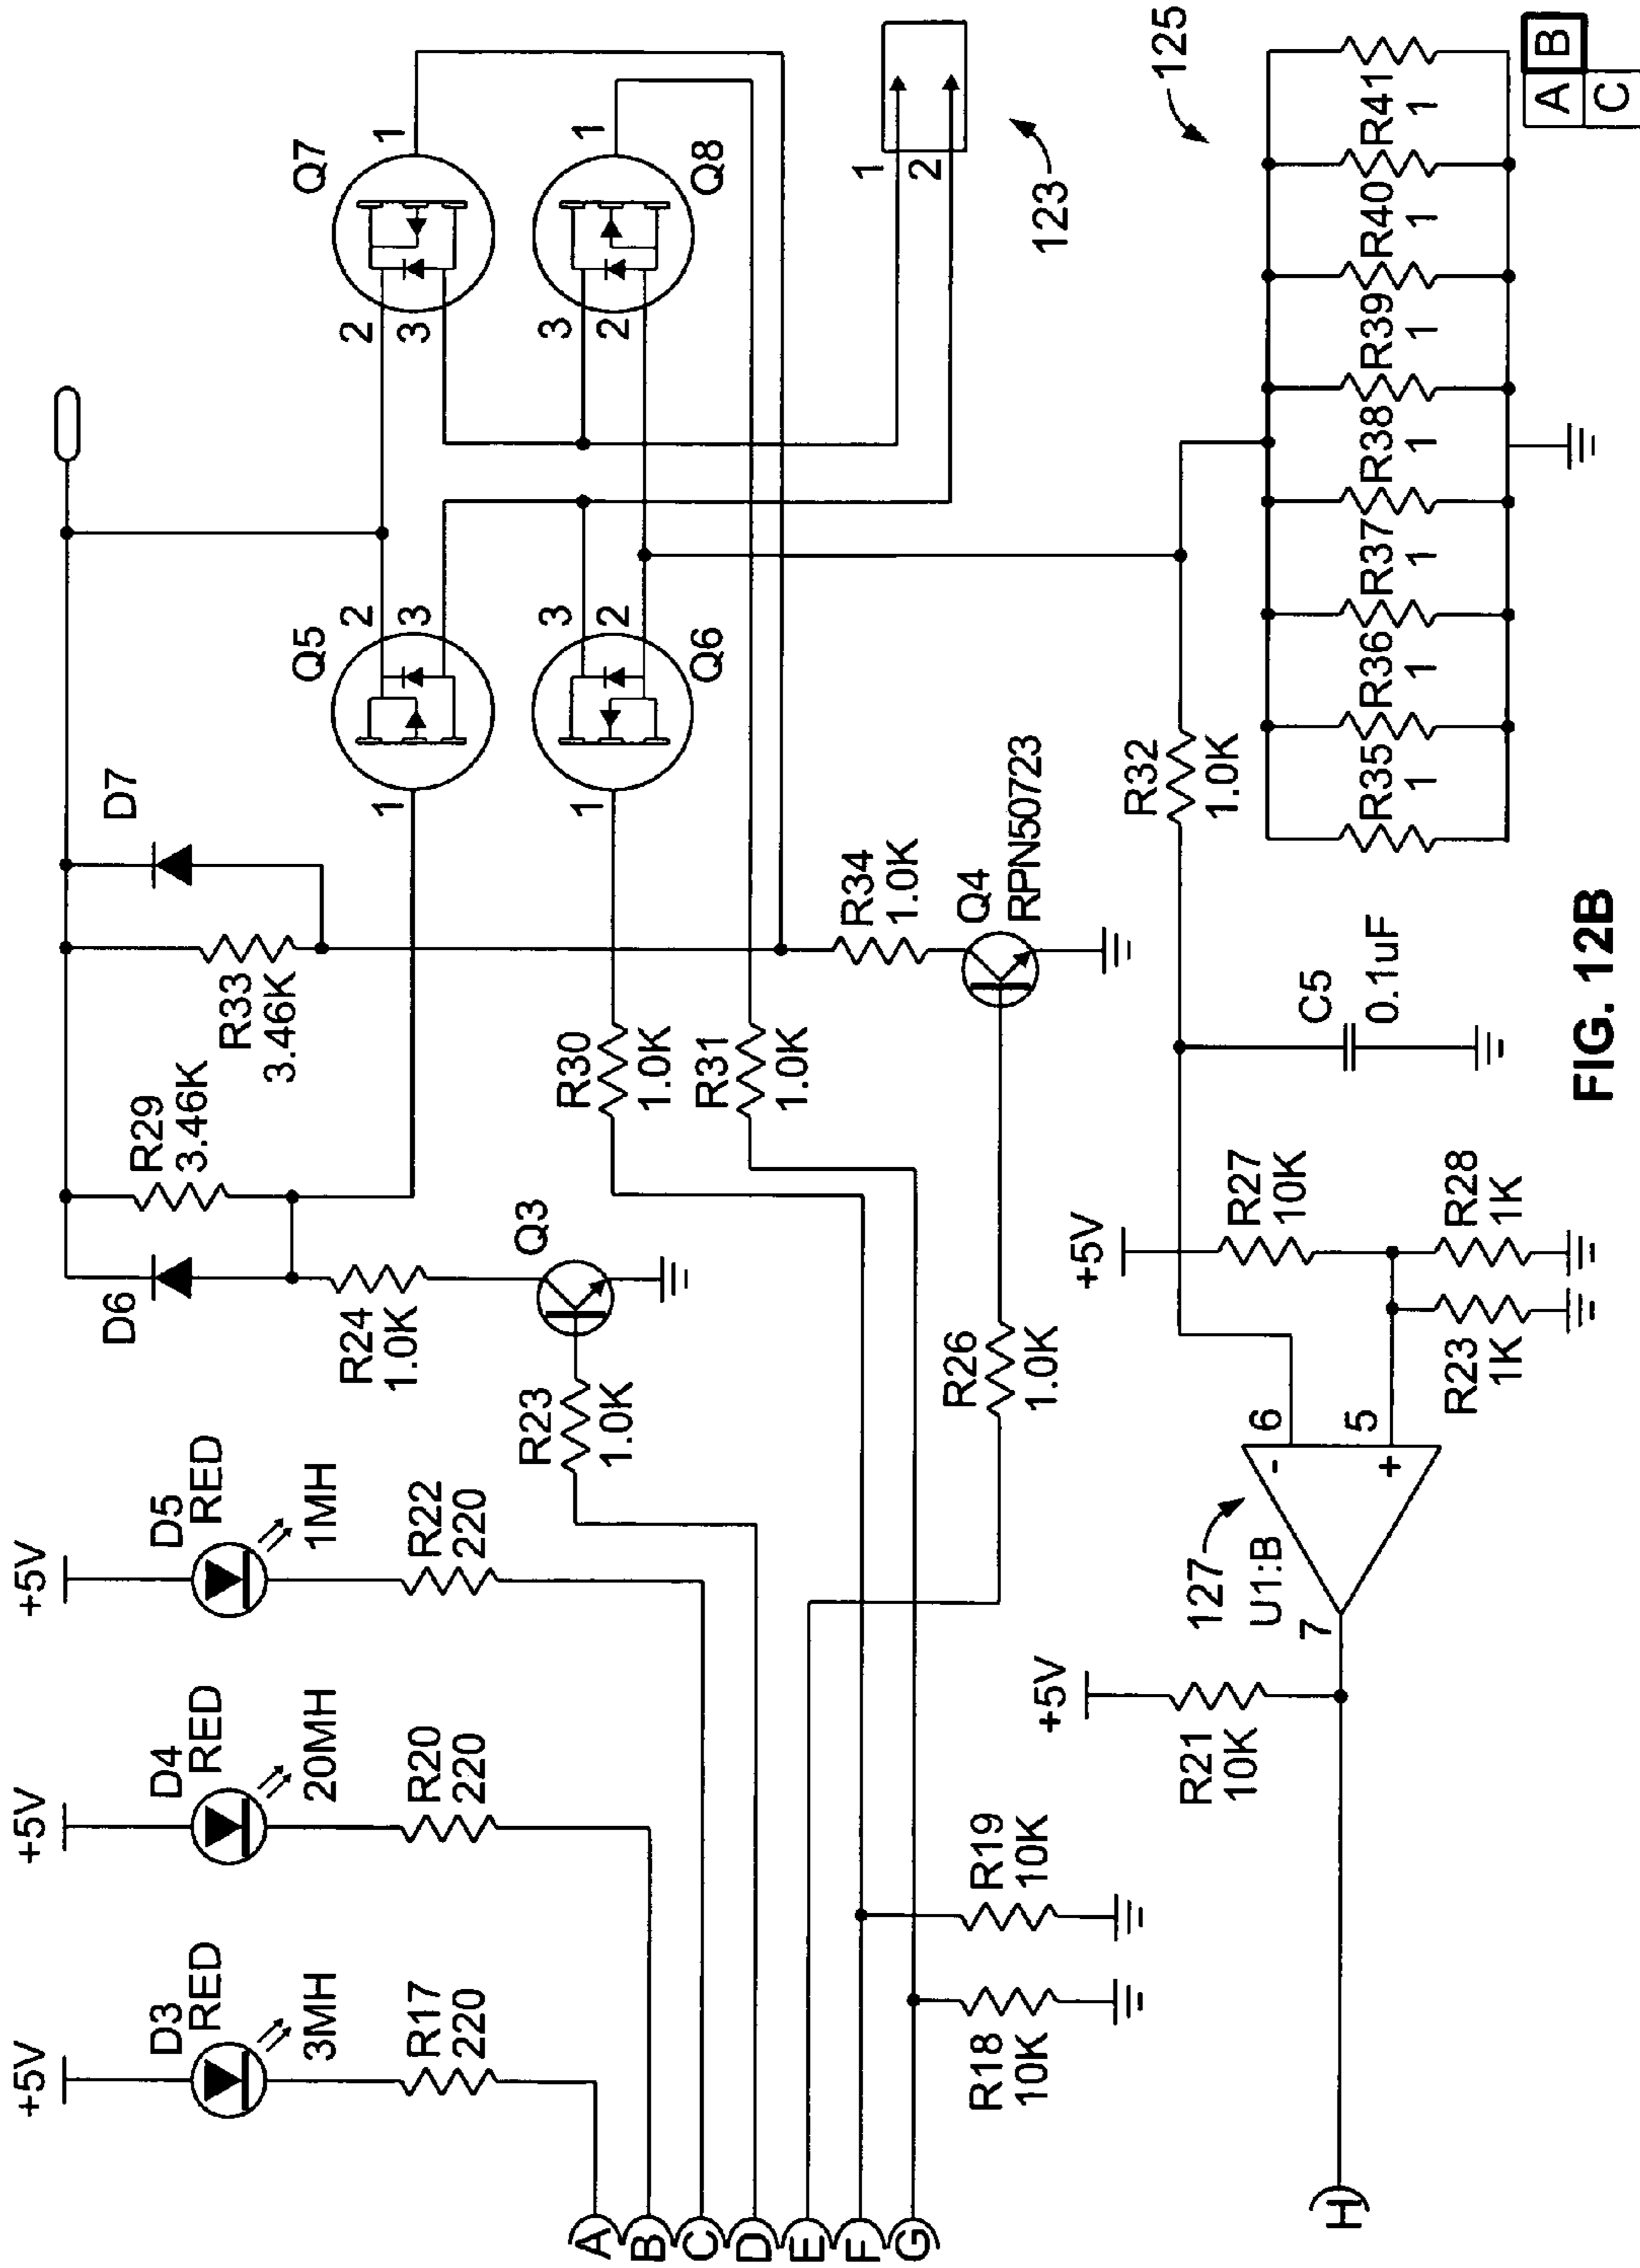 +5V
D3
RED
3MH
R17
220
+5V
D4
RED
20MH
R20
220
+5V
D5
RED
1MH
R22
220
D6
R29
3.46K
R33
3.46K
D7
R24
1.0K
Q3
R23
1.0K
Q5
1
2
3
Q6
1
3
2
Q7
2
3
1
Q8
3
2
1
R30
1.0K
R31
1.0K
R34
1.0K
Q4
RPN50723
R26
1.0K
1
2
123
A
B
C
D
E
F
G
R18
10K
R19
10K
+5V
R21
10K
H
127
U1:B
7
6
5
-
+
+5V
R27
10K
R23
1K
R28
1K
C5
0.1uF
R32
1.0K
125
R35
1
R36
1
R37
1
R38
1
R39
1
R40
1
R41
1
A B
C
FIG. 12B